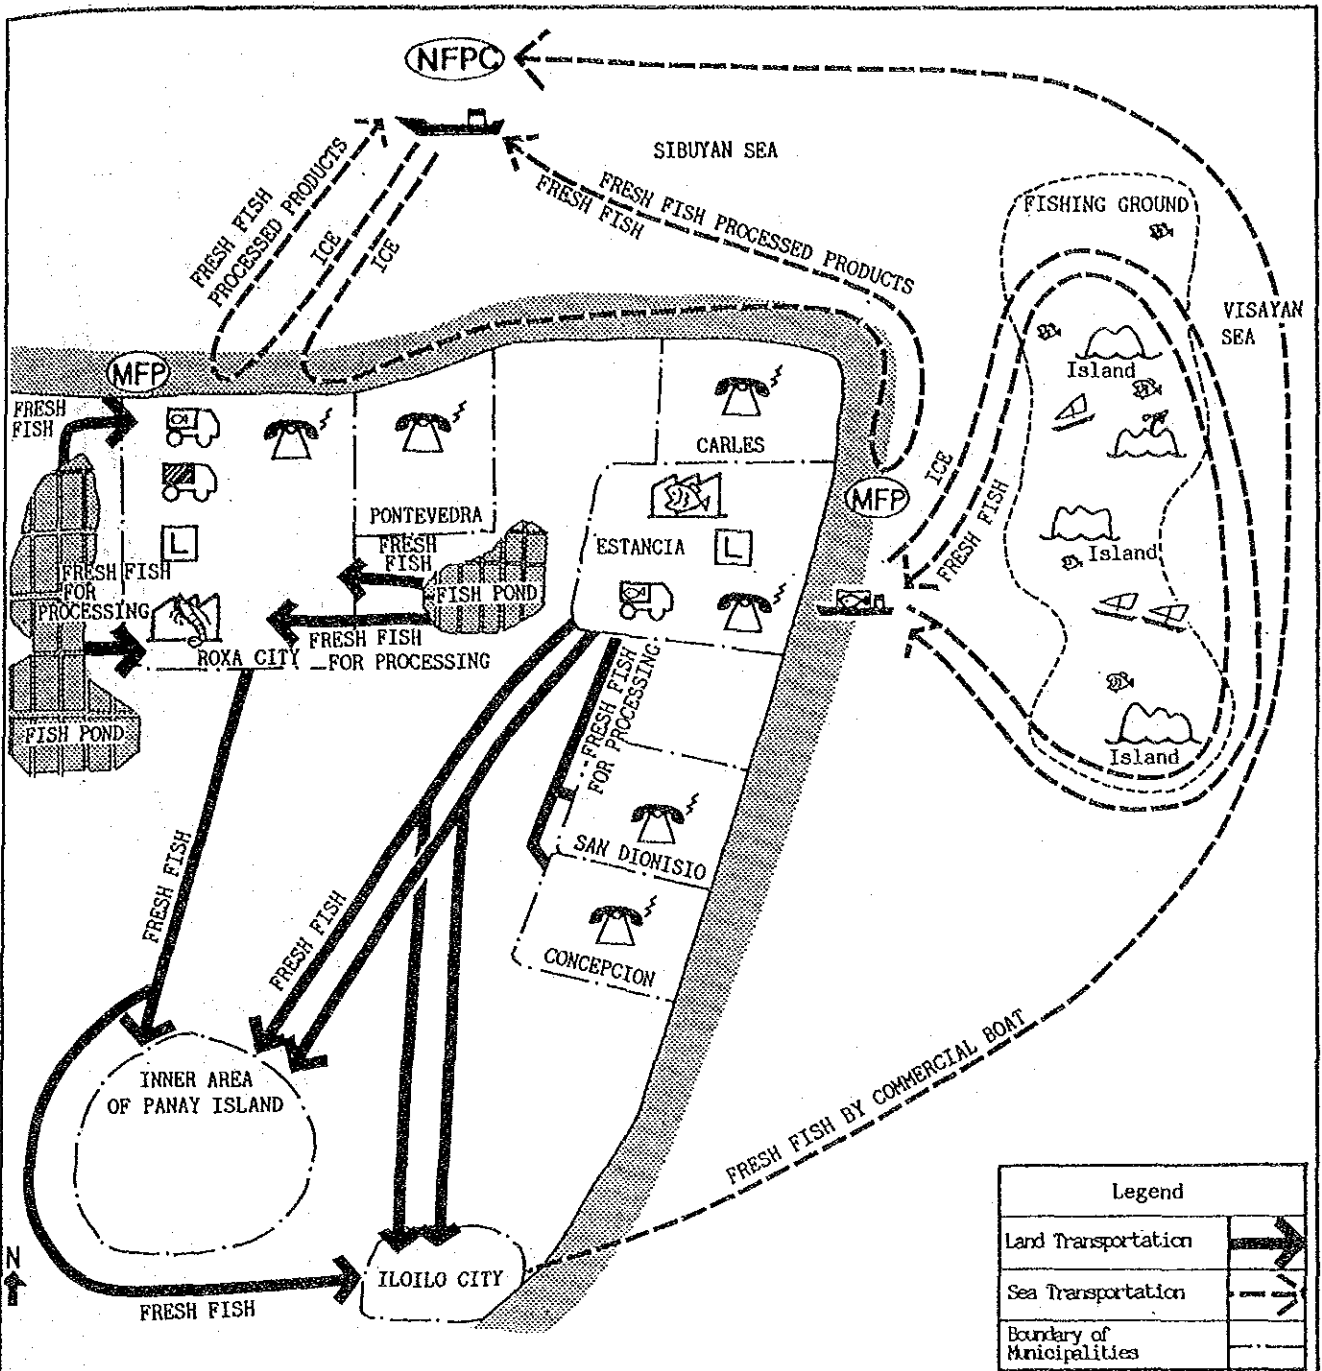 NFPC
SIBUYAN SEA
FRESH FISH
PROCESSED PRODUCTS
ICE
ICE
FRESH FISH PROCESSED PRODUCTS
FRESH FISH
FISHING GROUND
VISAYAN
SEA
Island
MFP
FRESH
FISH
CARLES
PONTEVEDRA
MFP
ICE
FRESH FISH
L
ESTANCIA
L
Island
FRESH
FISH
FISH POND
FRESH FISH
FOR
PROCESSING
FRESH FISH
FOR PROCESSING
ROXA CITY
FISH POND
FRESH FISH
FOR PROCESSING
Island
SAN DIONISIO
FRESH FISH
FRESH FISH
CONCEPCION
INNER AREA
OF PANAY ISLAND
FRESH FISH BY COMMERCIAL BOAT
ILOILO CITY
FRESH FISH
N
Legend
Land Transportation
Sea Transportation
Boundary of
Municipalities